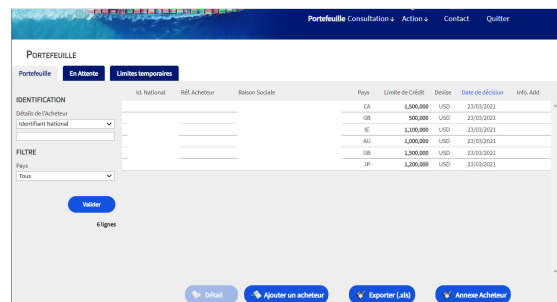 Portefeuille Consultation↓ Action↓ Contact Quitter
PORTEFEUILLE
Portefeuille En Attente Limites temporaires
Id. National Réf. Acheteur Raison Sociale Pays Limite de Crédit Devise Date de décision Info. Add
IDENTIFICATION
Détails de l'Acheteur
Identifiant National
FILTRE
Pays
Tous
Valider
6 lignes
CA 1,500,000 USD 23/03/2021
GB 500,000 USD 23/03/2021
IE 1,100,000 USD 23/03/2021
AU 1,000,000 USD 23/03/2021
GB 1,500,000 USD 23/03/2021
JP 1,200,000 USD 23/03/2021
Détail Ajouter un acheteur Exporter (.xls) Annexe Acheteur